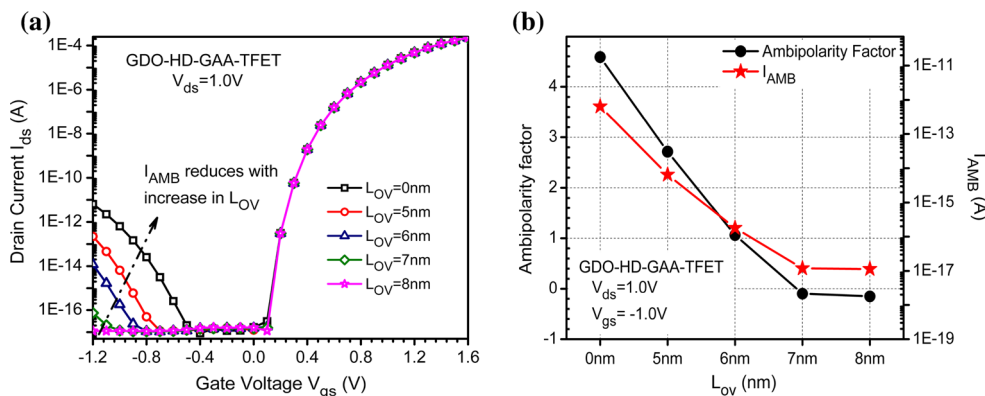 (a)
1E-4
1E-6
1E-8
1E-10
1E-12
1E-14
1E-16
Drain Current Ids (A)
GDO-HD-GAA-TFET
Vds=1.0V
IAMB reduces with
increase in LOV
LOV=0nm
LOV=5nm
LOV=6nm
LOV=7nm
LOV=8nm
-1.2 -0.8 -0.4 0.0 0.4 0.8 1.2 1.6
Gate Voltage Vgs (V)
(b)
4
3
2
1
0
-1
Ambipolarity factor
Ambipolarity Factor
IAMB
GDO-HD-GAA-TFET
Vds=1.0V
Vgs= -1.0V
1E-11
1E-13
1E-15
1E-17
1E-19
IAMB (A)
0nm 5nm 6nm 7nm 8nm
Lov (nm)